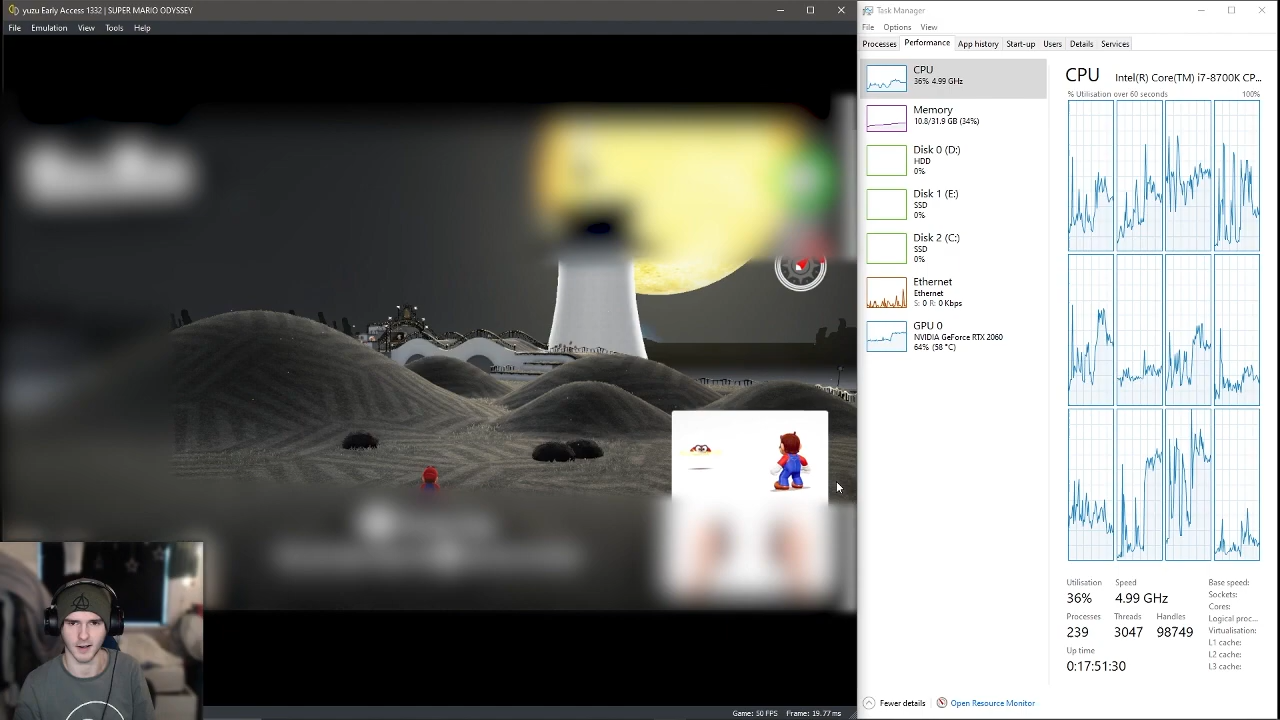 yuzu Early Access 1332 | SUPER MARIO ODYSSEY
File Emulation View Tools Help
Game: 50 FPS Frame: 19.77 ms
Task Manager
File Options View
Processes Performance App history Start-up Users Details Services
CPU
36% 4.99 GHz
Memory
10.8/31.9 GB (34%)
Disk 0 (D:)
HDD
0%
Disk 1 (E:)
SSD
0%
Disk 2 (C:)
SSD
0%
Ethernet
Ethernet
S: 0 R: 0 Kbps
GPU 0
NVIDIA GeForce RTX 2060
64% (58 °C)
CPU Intel(R) Core(TM) i7-8700K CP...
% Utilisation over 60 seconds 100%
Utilisation Speed
36% 4.99 GHz
Processes Threads Handles
239 3047 98749
Up time
0:17:51:30
Base speed:
Sockets:
Cores:
Logical proc...
Virtualisation:
L1 cache:
L2 cache:
L3 cache:
Fewer details Open Resource Monitor